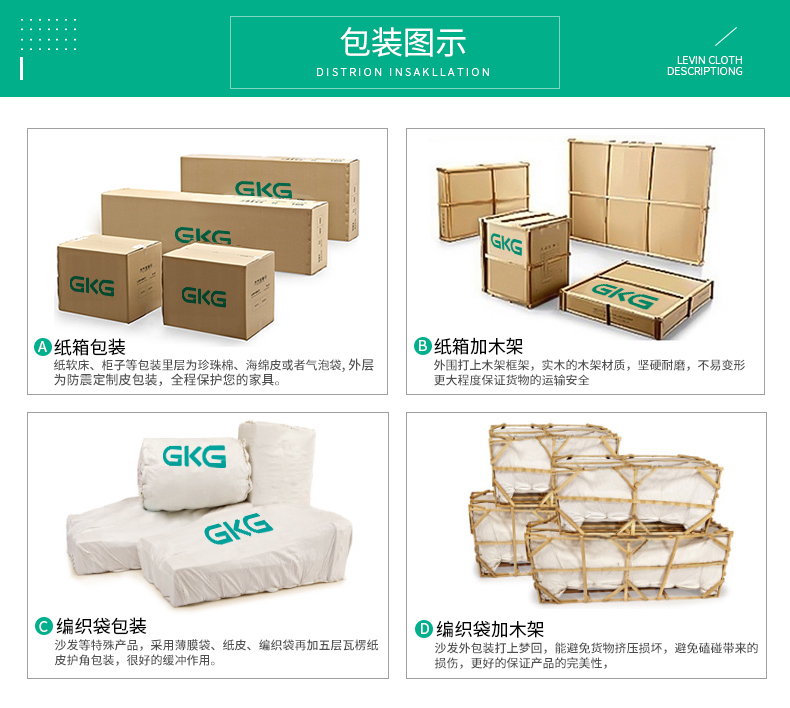 包装图示
DISTRION INSAKLLATION
LEVIN CLOTH
DESCRIPTIONG
GKG
GKG
GKG
GKG
A 纸箱包装
纸软床、柜子等包装里层为珍珠棉、海绵皮或者气泡袋, 外层
为防震定制皮包装，全程保护您的家具。
GKG
GKG
B 纸箱加木架
外围打上木架框架，实木的木架材质，坚硬耐磨，不易变形
更大程度保证货物的运输安全
GKG
GKG
C 编织袋包装
沙发等特殊产品，采用薄膜袋、纸皮、编织袋再加五层瓦楞纸
皮护角包装，很好的缓冲作用。
D 编织袋加木架
沙发外包装打上梦回，能避免货物挤压损坏，避免磕碰带来的
损伤，更好的保证产品的完美性，